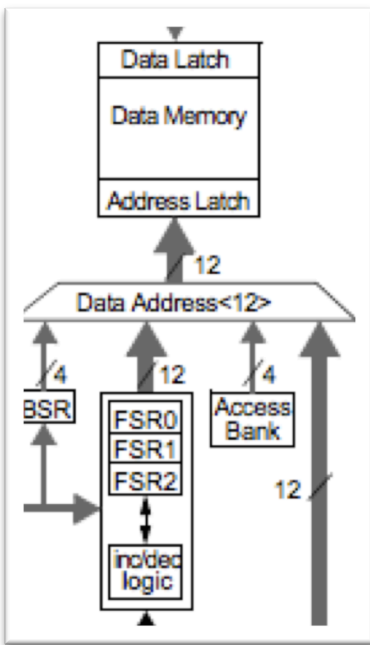 Data Latch
Data Memory
Address Latch
12
Data Address<12>
4
12
4
BSR
FSR0
FSR1
FSR2
Access
Bank
12
inc/dec
logic